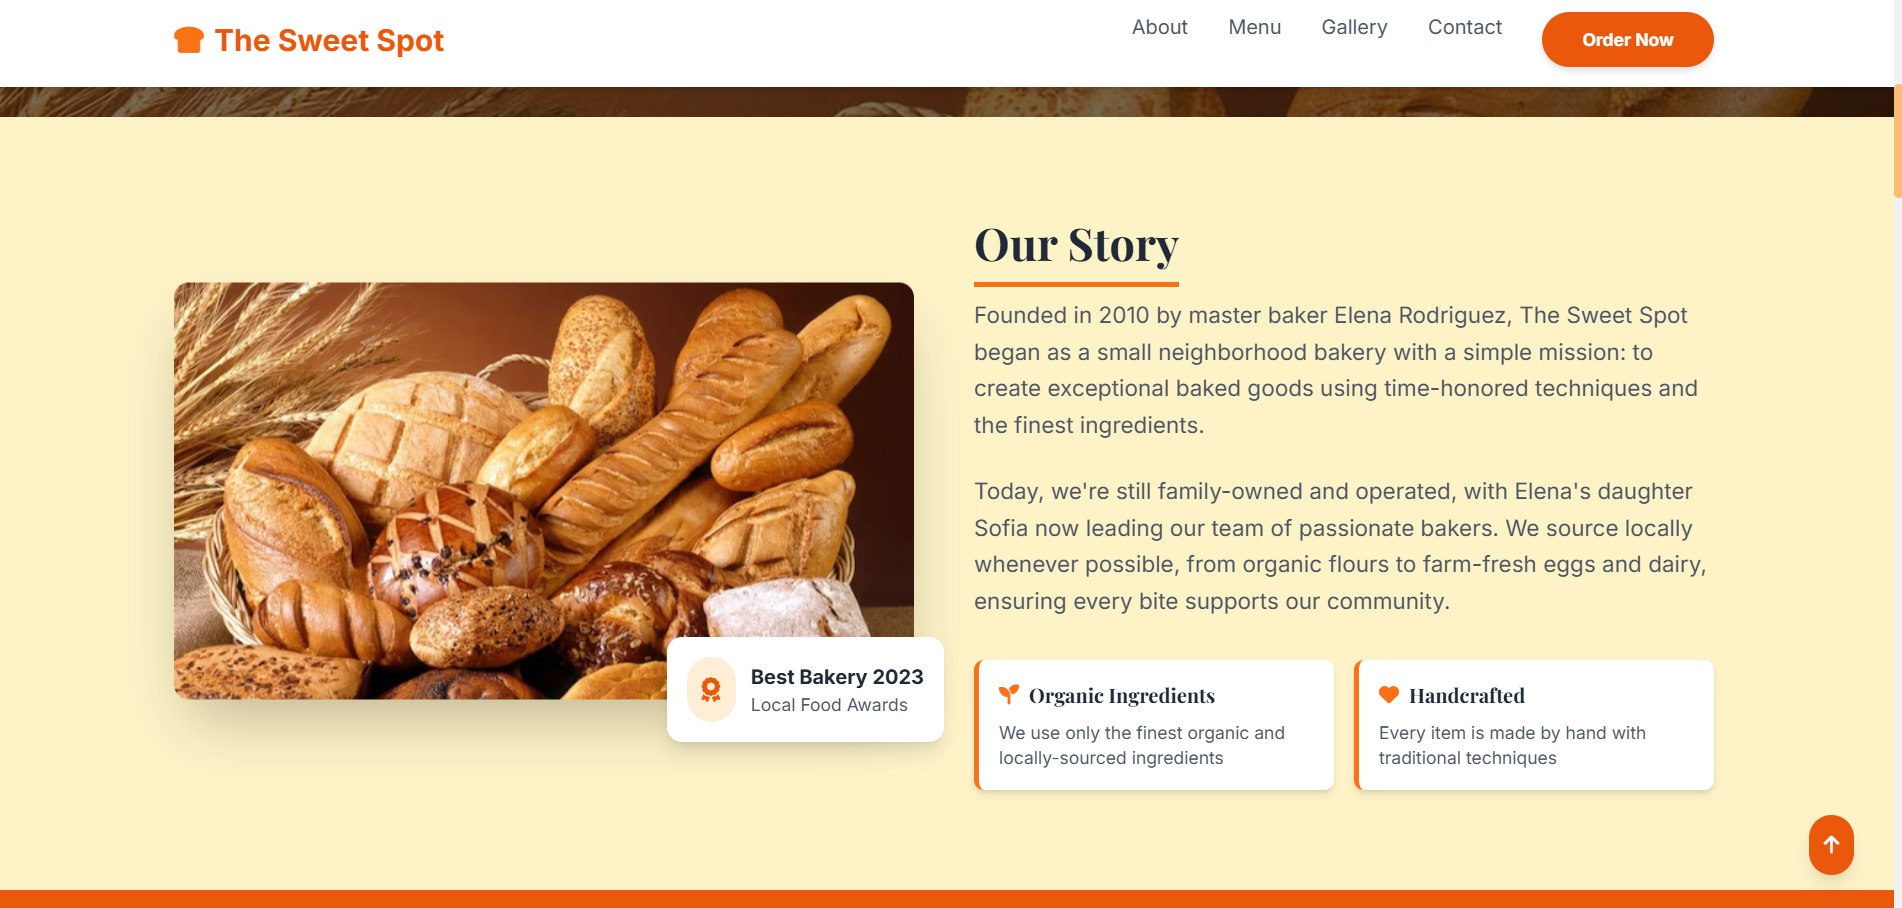 The Sweet Spot
About
Menu
Gallery
Contact
Order Now
Our Story
Founded in 2010 by master baker Elena Rodriguez, The Sweet Spot
began as a small neighborhood bakery with a simple mission: to
create exceptional baked goods using time-honored techniques and
the finest ingredients.
Today, we're still family-owned and operated, with Elena's daughter
Sofia now leading our team of passionate bakers. We source locally
whenever possible, from organic flours to farm-fresh eggs and dairy,
ensuring every bite supports our community.
Best Bakery 2023
Local Food Awards
Organic Ingredients
We use only the finest organic and
locally-sourced ingredients
Handcrafted
Every item is made by hand with
traditional techniques